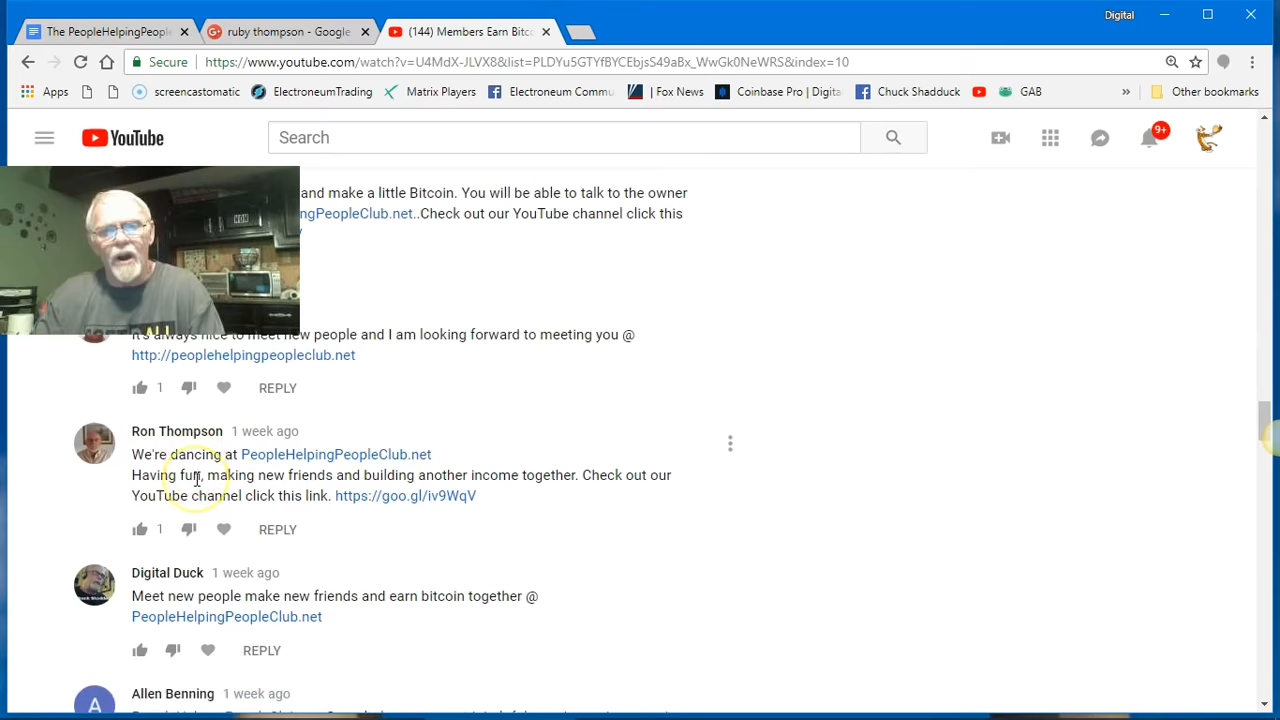 Digital
The PeopleHelpingPeople
ruby thompson - Google
(144) Members Earn Bitco
Secure
https://www.youtube.com/watch?v=U4MdX-JLVX8&list=PLDYu5GTYfBYCEbjsS49aBx_WwGk0NeWRS&index=10
Apps
screencastomatic
ElectroneumTrading
Matrix Players
Electroneum Commu
| Fox News
Coinbase Pro | Digita
Chuck Shadduck
GAB
»
Other bookmarks
YouTube
Search
9+
and make a little Bitcoin. You will be able to talk to the owner
ngPeopleClub.net..Check out our YouTube channel click this
It's always nice to meet new people and I am looking forward to meeting you @
http://peoplehelpingpeopleclub.net
1 REPLY
Ron Thompson 1 week ago
We're dancing at PeopleHelpingPeopleClub.net
Having fun, making new friends and building another income together. Check out our
YouTube channel click this link. https://goo.gl/iv9WqV
1 REPLY
Digital Duck 1 week ago
Meet new people make new friends and earn bitcoin together @
PeopleHelpingPeopleClub.net
REPLY
A
Allen Benning 1 week ago